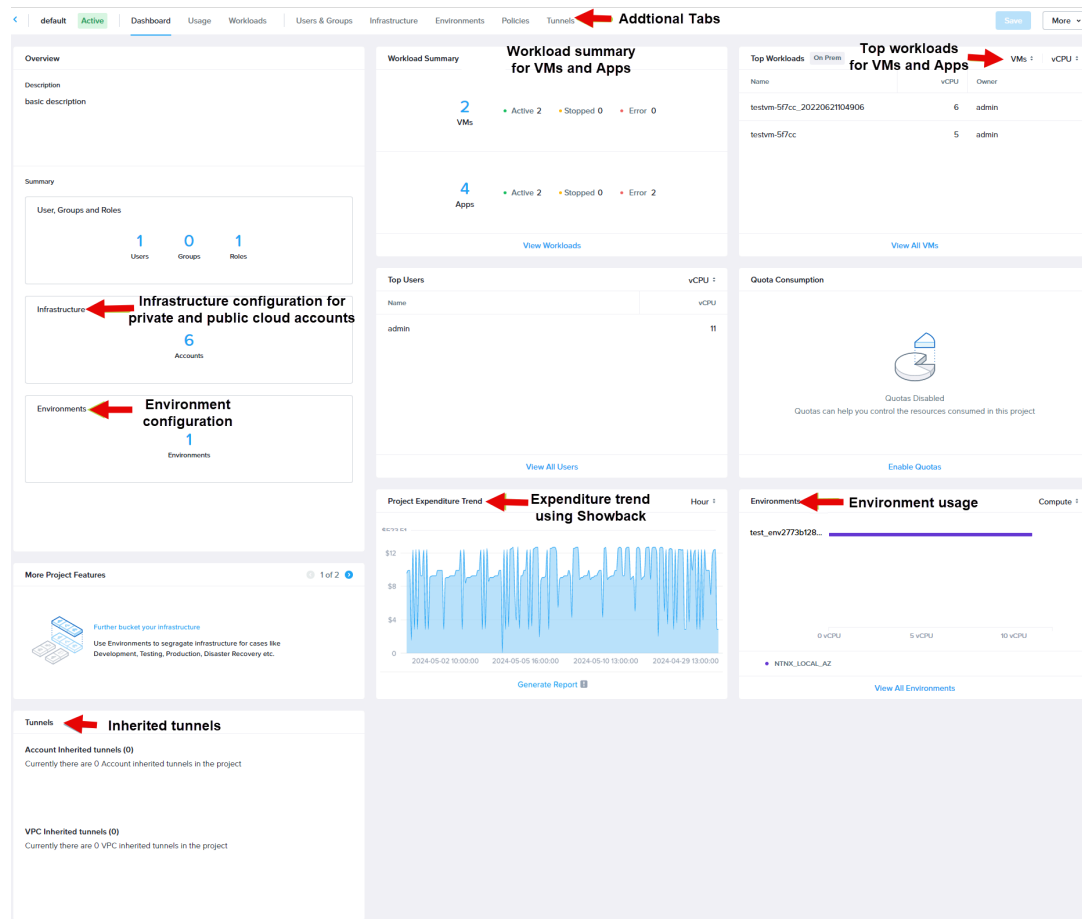 default Active Dashboard Usage Workloads Users & Groups Infrastructure Environments Policies Tunnels Addtional Tabs Save More
Overview
Description
basic description
Summary
User, Groups and Roles
1 0 1
Users Groups Roles
Infrastructure
Infrastructure configuration for
private and public cloud accounts
6
Accounts
Environments
Environment
configuration
1
Environments
Workload Summary
Workload summary
for VMs and Apps
2
VMs
Active 2 Stopped 0 Error 0
4
Apps
Active 2 Stopped 0 Error 2
View Workloads
Top Workloads On Prem
Top workloads
for VMs and Apps
VMs vCPU
Name vCPU Owner
testvm-5f7cc_20220621104906 6 admin
testvm-5f7cc 5 admin
View All VMs
Top Users vCPU
Name vCPU
admin 11
View All Users
Quota Consumption
Quotas Disabled
Quotas can help you control the resources consumed in this project
Enable Quotas
Project Expenditure Trend
Expenditure trend
using Showback
Hour
$12
$8
$4
0
2024-05-02 10:00:00 2024-05-05 16:00:00 2024-05-10 13:00:00 2024-04-29 13:00:00
Generate Report
Environments
Environment usage
Compute
test_env2773b128...
0 vCPU 5 vCPU 10 vCPU
NTNX_LOCAL_AZ
View All Environments
More Project Features 1 of 2
Further bucket your infrastructure
Use Environments to segragate infrastructure for cases like
Development, Testing, Production, Disaster Recovery etc.
Tunnels
Inherited tunnels
Account Inherited tunnels (0)
Currently there are 0 Account inherited tunnels in the project
VPC Inherited tunnels (0)
Currently there are 0 VPC inherited tunnels in the project